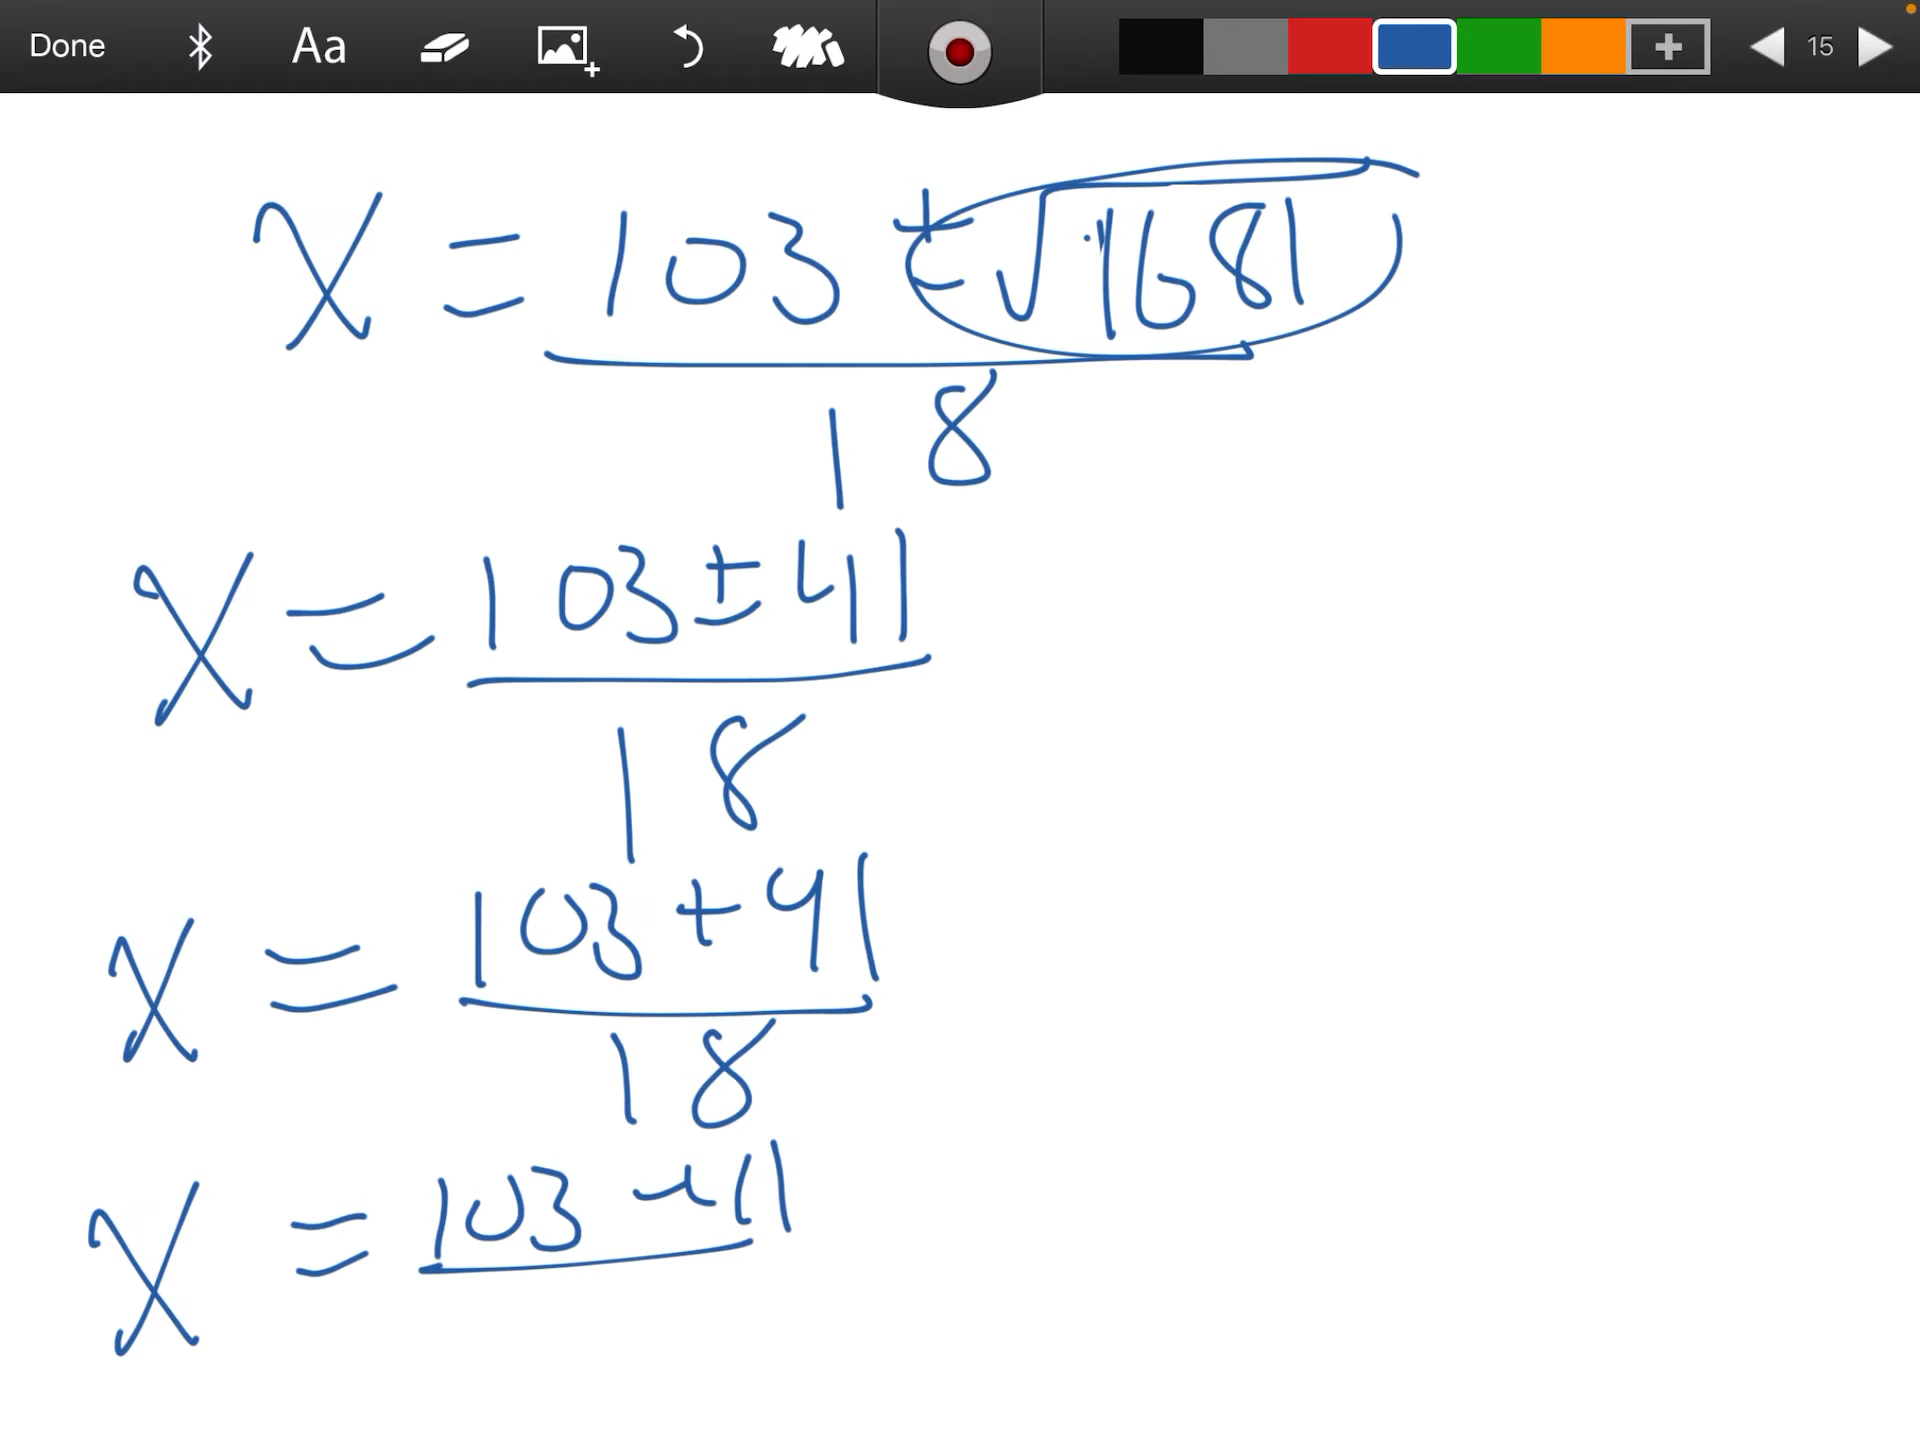 Done Aa 15
x = 103 ± √1681
18
x = 103 ± 41
18
x = 103 + 41
18
x = 103 - 41